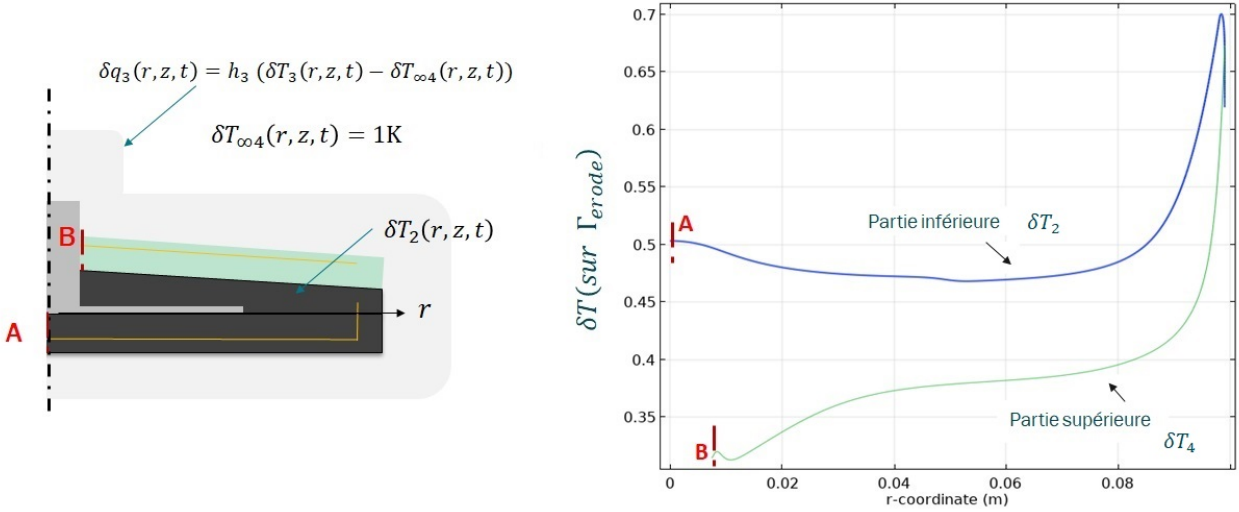 δq₃(r, z, t) = h₃ (δT₃(r, z, t) − δT∞₄(r, z, t))
δT∞₄(r, z, t) = 1K
B
δT₂(r, z, t)
r
A
δT(sur Γₑᵣₒdₑ)
0.7
0.65
0.6
0.55
0.5
0.45
0.4
0.35
A
Partie inférieure δT₂
Partie supérieure
δT₄
B
0 0.02 0.04 0.06 0.08
r-coordinate (m)